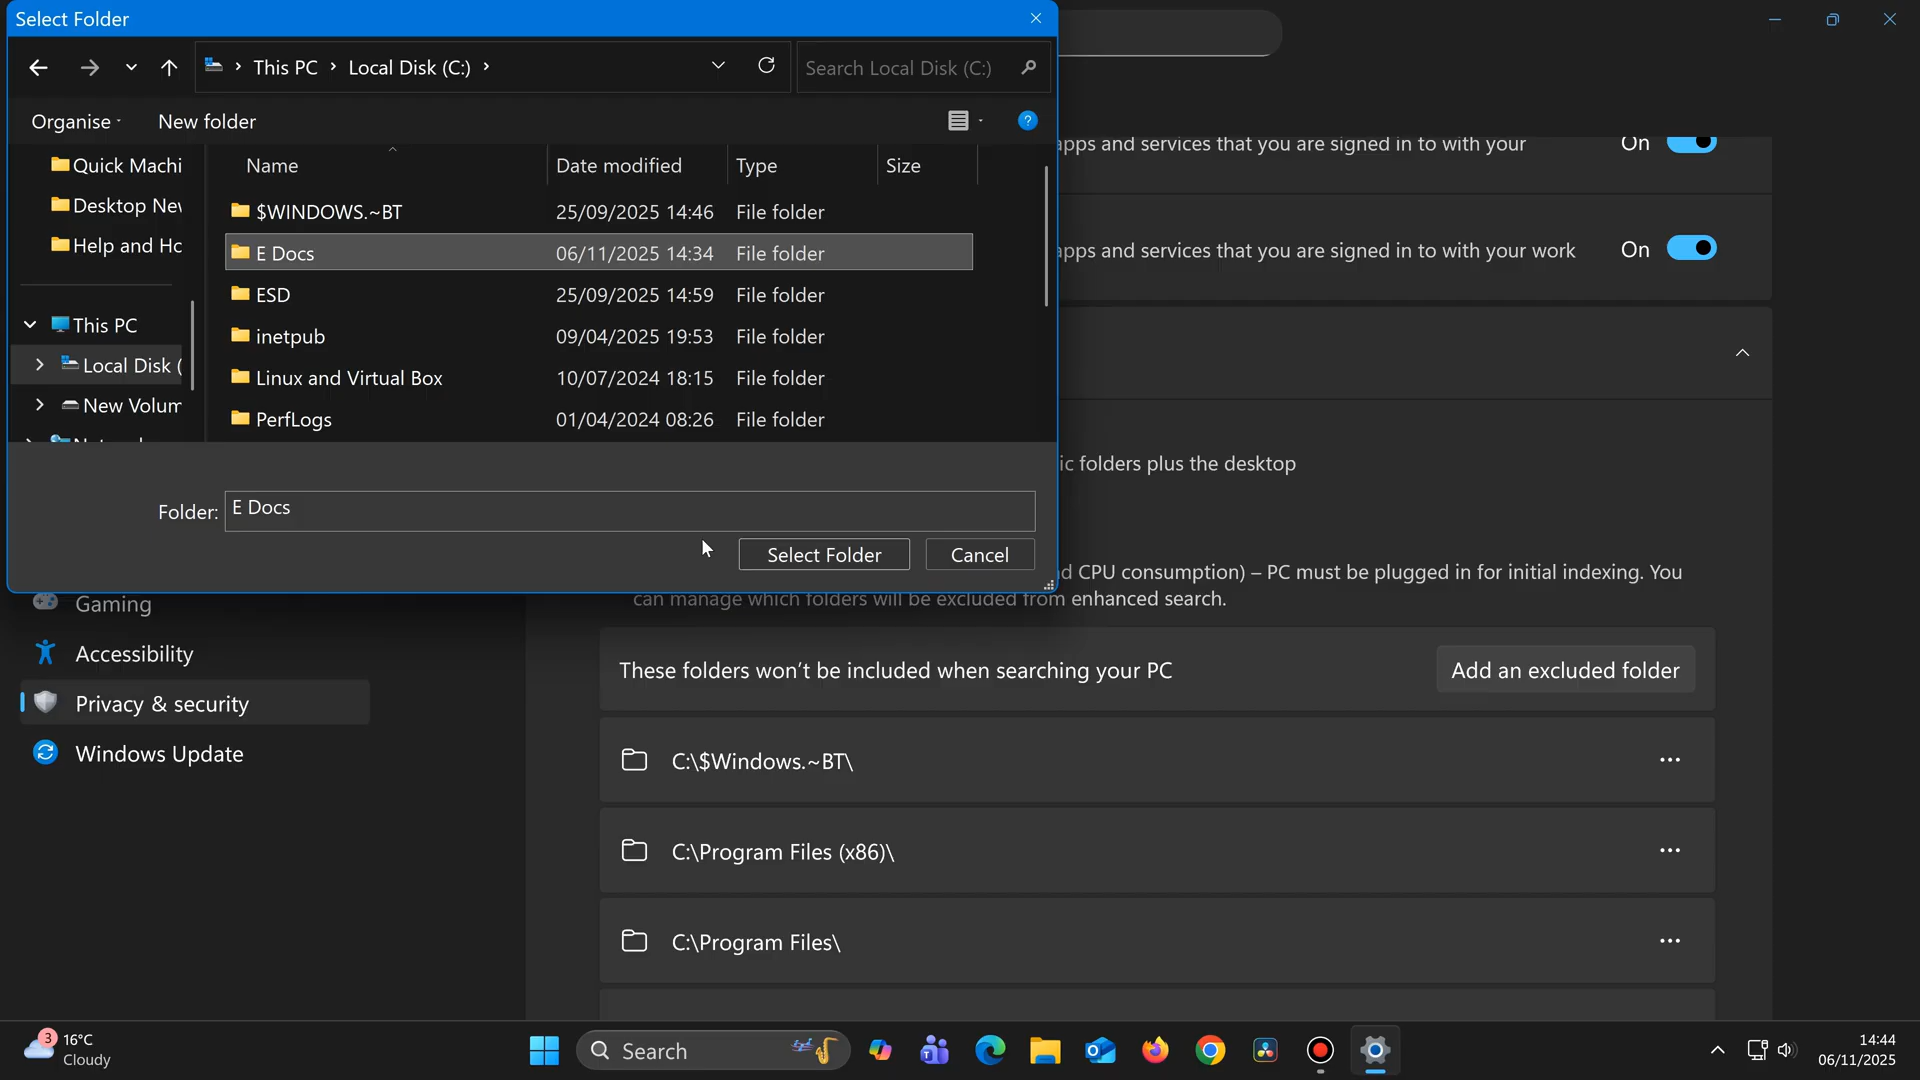 Select Folder
This PC > Local Disk (C:) >
Search Local Disk (C:)
Organise
New folder
Quick Machi
Desktop Nev
Help and Ho
This PC
Local Disk (
New Volum
Name Date modified Type Size
$WINDOWS.~BT 25/09/2025 14:46 File folder
E Docs 06/11/2025 14:34 File folder
ESD 25/09/2025 14:59 File folder
inetpub 09/04/2025 19:53 File folder
Linux and Virtual Box 10/07/2024 18:15 File folder
PerfLogs 01/04/2024 08:26 File folder
Folder: E Docs
Select Folder
Cancel
apps and services that you are signed in to with your On
apps and services that you are signed in to with your work On
ic folders plus the desktop
d CPU consumption) – PC must be plugged in for initial indexing. You
can manage which folders will be excluded from enhanced search.
Gaming
Accessibility
Privacy & security
Windows Update
These folders won't be included when searching your PC
Add an excluded folder
C:\$Windows.~BT\
C:\Program Files (x86)\
C:\Program Files\
3
16°C
Cloudy
Search
14:44
06/11/2025